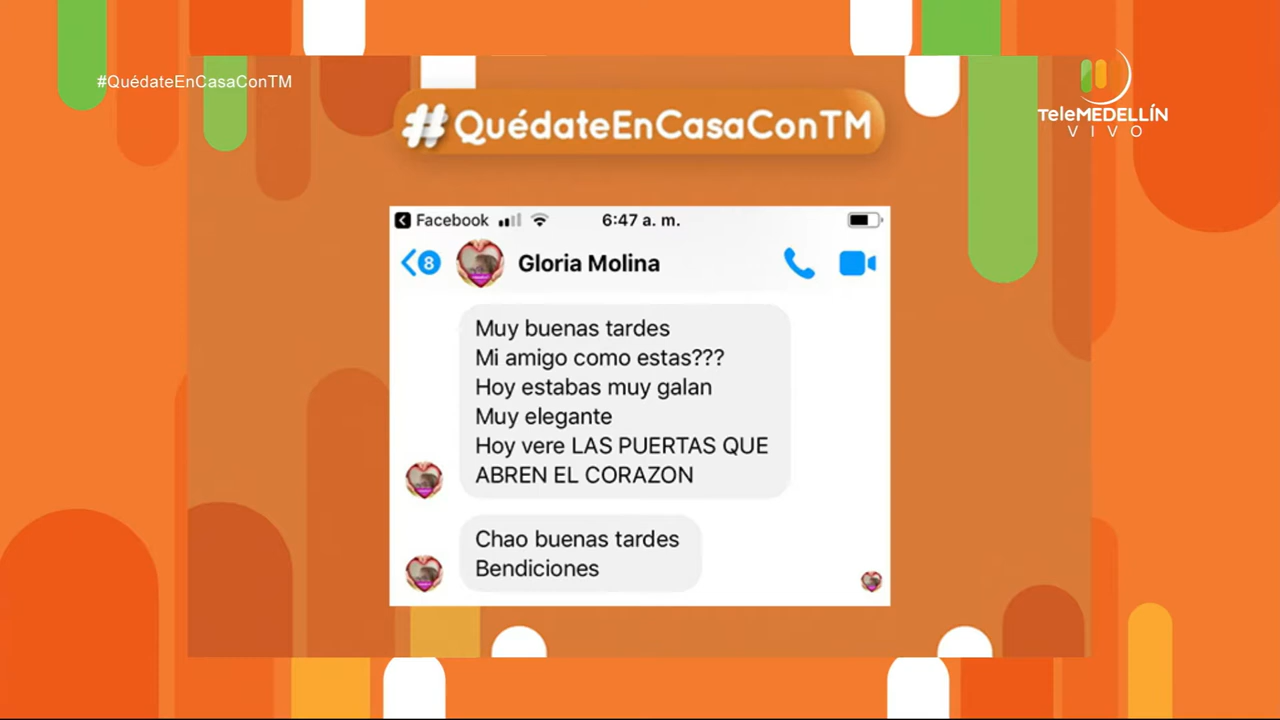 #QuédateEnCasaConTM
TeleMEDELLÍN
VIVO
#QuédateEnCasaConTM
Facebook 6:47 a. m.
8 Gloria Molina
Muy buenas tardes
Mi amigo como estas???
Hoy estabas muy galan
Muy elegante
Hoy vere LAS PUERTAS QUE
ABREN EL CORAZON
Chao buenas tardes
Bendiciones